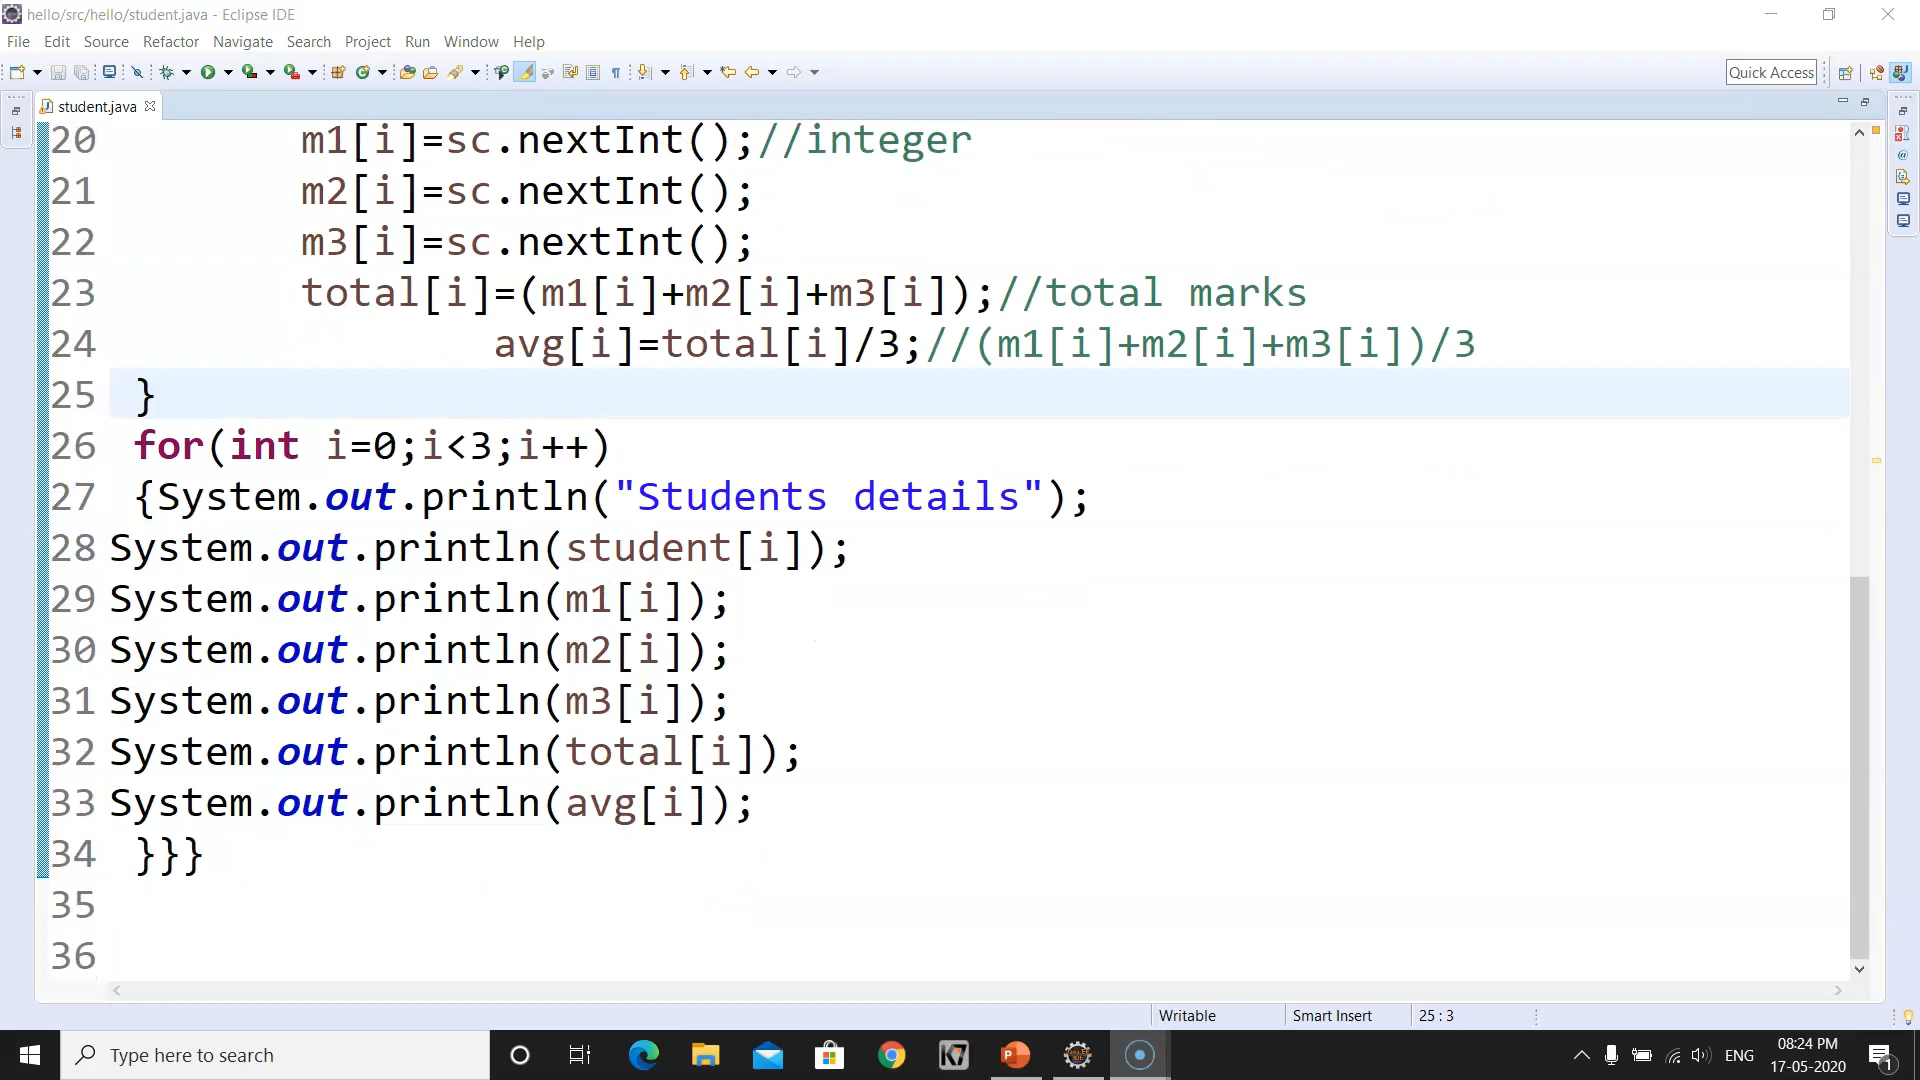 hello/src/hello/student.java - Eclipse IDE
File Edit Source Refactor Navigate Search Project Run Window Help
Quick Access
student.java
20 m1[i]=sc.nextInt();//integer
21 m2[i]=sc.nextInt();
22 m3[i]=sc.nextInt();
23 total[i]=(m1[i]+m2[i]+m3[i]);//total marks
24 avg[i]=total[i]/3;//(m1[i]+m2[i]+m3[i])/3
25 }
26 for(int i=0;i<3;i++)
27 {System.out.println("Students details");
28 System.out.println(student[i]);
29 System.out.println(m1[i]);
30 System.out.println(m2[i]);
31 System.out.println(m3[i]);
32 System.out.println(total[i]);
33 System.out.println(avg[i]);
34 }}}
35
36
Writable Smart Insert 25 : 3
Type here to search
K7
ENG
08:24 PM
17-05-2020
1